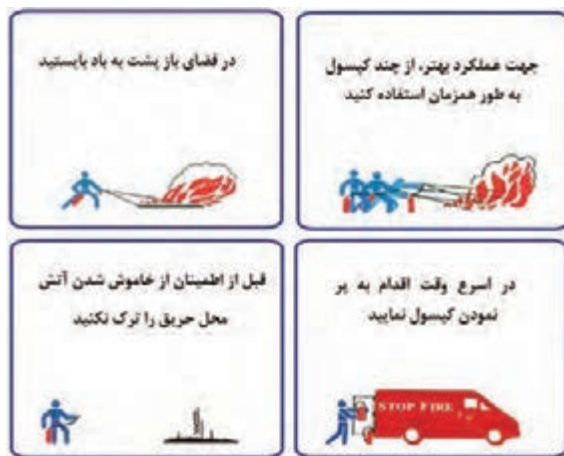 جهت عملکرد بهتر، از چند کپسول
به طور همزمان استفاده کنید
در فضای باز پشت به باد بایستید
در اسرع وقت اقدام به پر
نمودن کپسول نمایید
STOP FIRE
قبل از اطمینان از خاموش شدن آتش
محل حریق را ترک نکنید